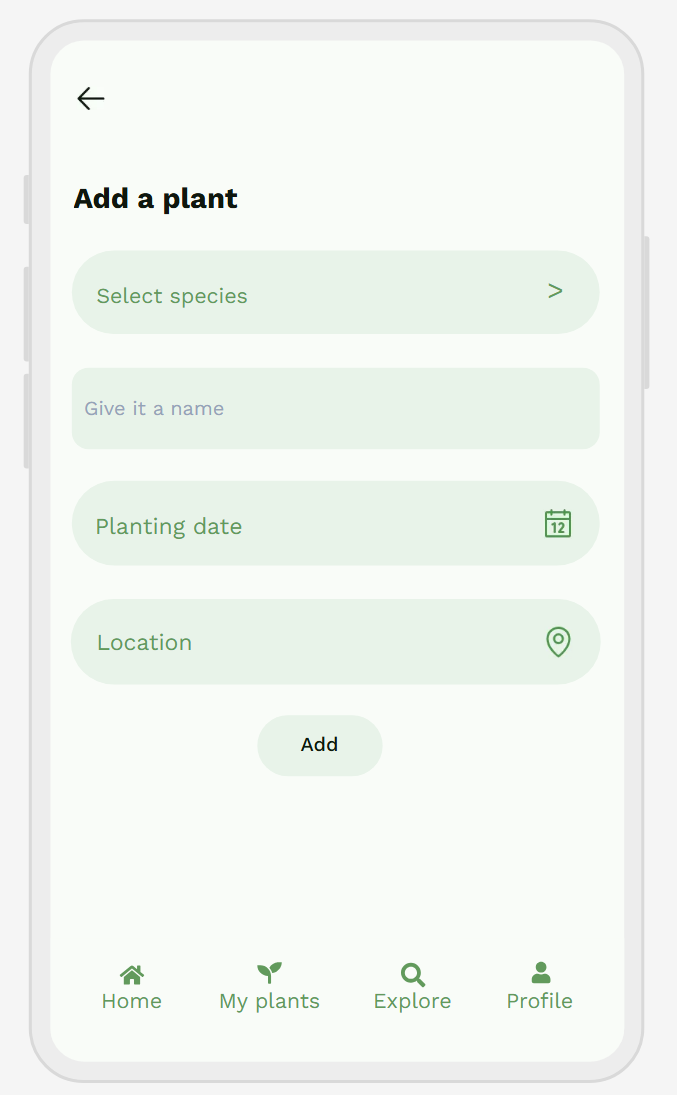 Add a plant
Select species >
Give it a name
Planting date 12
Location
Add
Home My plants Explore Profile